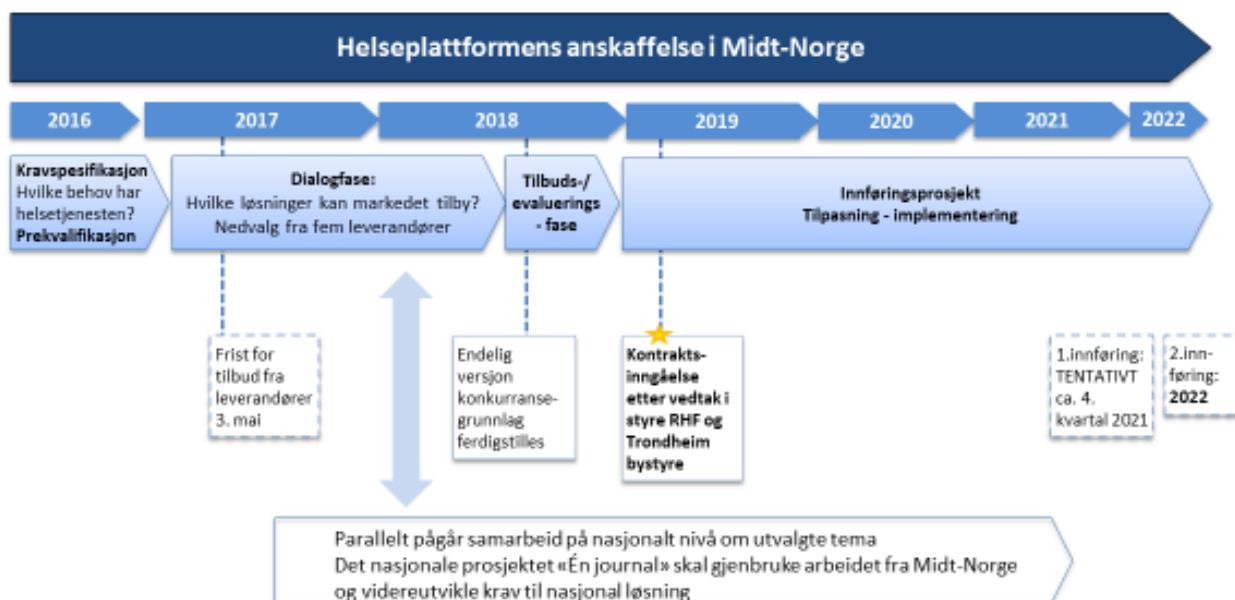 Helseplattformens anskaffelse i Midt-Norge
2016
2017
2018
2019
2020
2021
2022
Kravspesifikasjon
Hvilke behov har
helsetjenesten?
Prekvalifikasjon
Dialogfase:
Hvilke løsninger kan markedet tilby?
Nedvalg fra fem leverandører
Tilbuds-/
evaluerings
- fase
Innføringsprosjekt
Tilpasning - implementering
Frist for
tilbud fra
leverandører
3. mai
Endelig
versjon
konkurranse-
grunnlag
ferdigstilles
Kontrakts-
inngåelse
etter vedtak i
styre RHF og
Trondheim
bystyre
1.innføring:
TENTATIVT
ca. 4.
kvartal 2021
2.inn-
føring:
2022
Parallelt pågår samarbeid på nasjonalt nivå om utvalgte tema
Det nasjonale prosjektet «Én journal» skal gjenbruke arbeidet fra Midt-Norge
og videreutvikle krav til nasjonal løsning